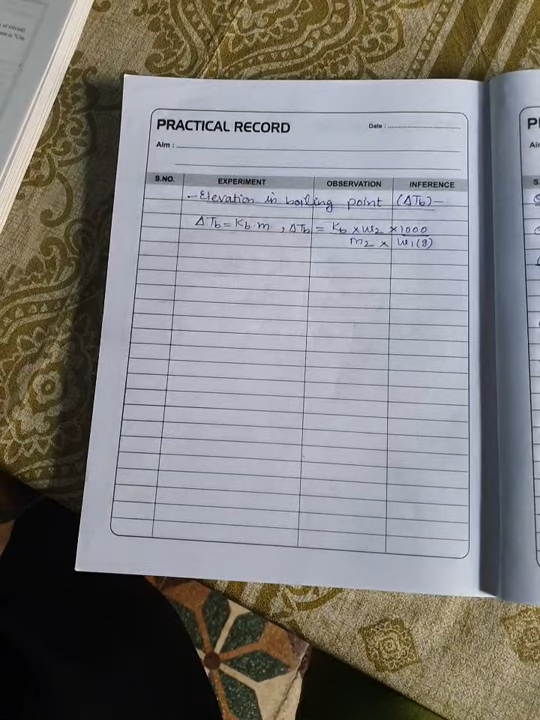 PRACTICAL RECORD
Date :
Aim :
S.NO. EXPERIMENT OBSERVATION INFERENCE
- Elevation in boiling point (ΔTb) -
ΔTb = Kb.m , ΔTb = Kb × w2 × 1000
m2 × w1(g)